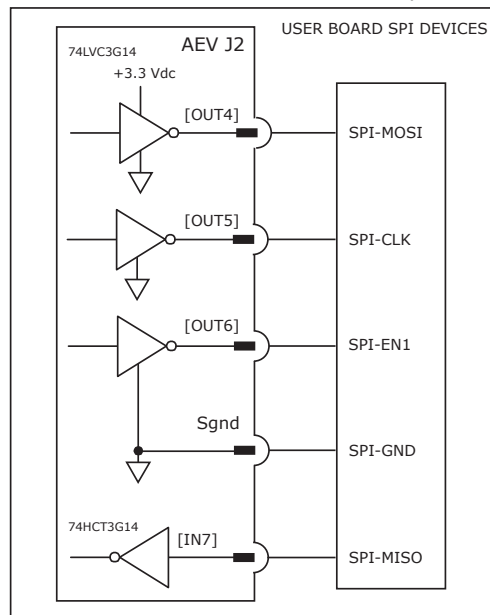 USER BOARD SPI DEVICES
AEV J2
74LVC3G14
+3.3 Vdc
[OUT4]
SPI-MOSI
[OUT5]
SPI-CLK
[OUT6]
SPI-EN1
Sgnd
SPI-GND
74HCT3G14
[IN7]
SPI-MISO